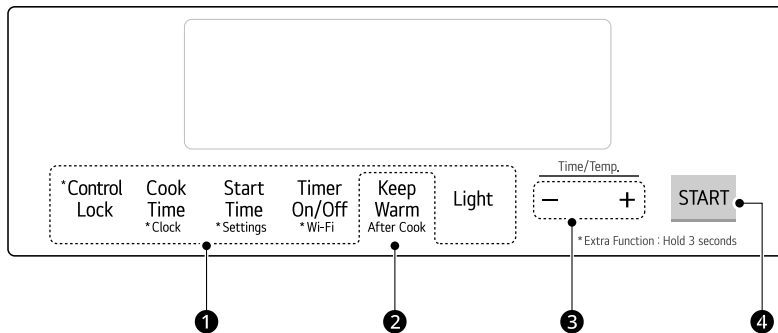 *Control
Lock
Cook
Time
*Clock
Start
Time
*Settings
Timer
On/Off
*Wi-Fi
Keep
Warm
After Cook
Light
Time/Temp.
− +
START
*Extra Function : Hold 3 seconds
1 2 3 4